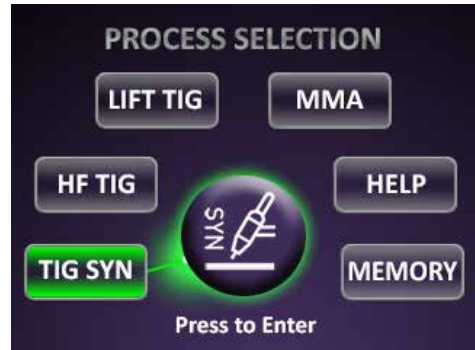 PROCESS SELECTION
LIFT TIG
MMA
HF TIG
HELP
TIG SYN
SYN
MEMORY
Press to Enter